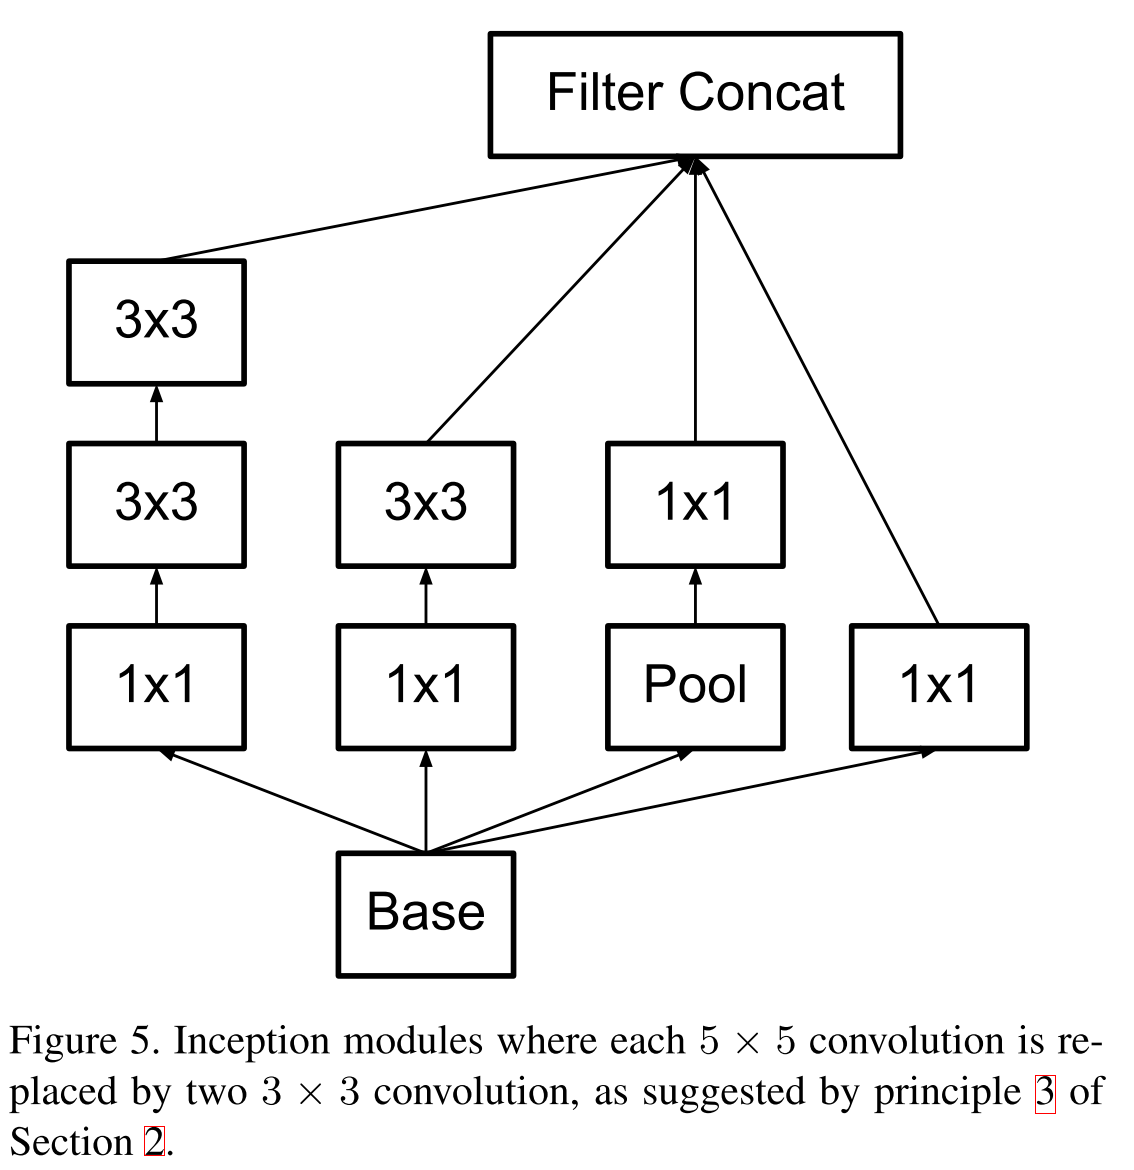 Filter Concat
3x3
3x3
3x3
1x1
1x1
1x1
Pool
1x1
Base
Figure 5. Inception modules where each 5 × 5 convolution is re-
placed by two 3 × 3 convolution, as suggested by principle 3 of
Section 2.